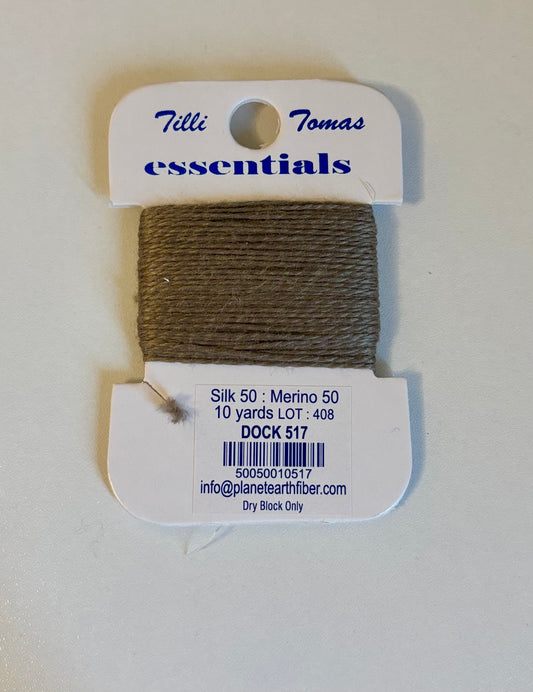 Tilli Tomas
essentials
Silk 50 : Merino 50
10 yards LOT : 408
DOCK 517
50050010517
info@planetearthfiber.com
Dry Block Only